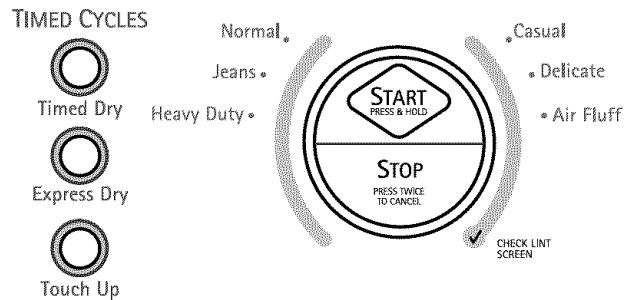 TIMED CYCLES
Timed Dry
Express Dry
Touch Up
Normal
Jeans
Heavy Duty
START
PRESS & HOLD
STOP
PRESS TWICE
TO CANCEL
Casual
Delicate
Air Fluff
CHECK LINT
SCREEN